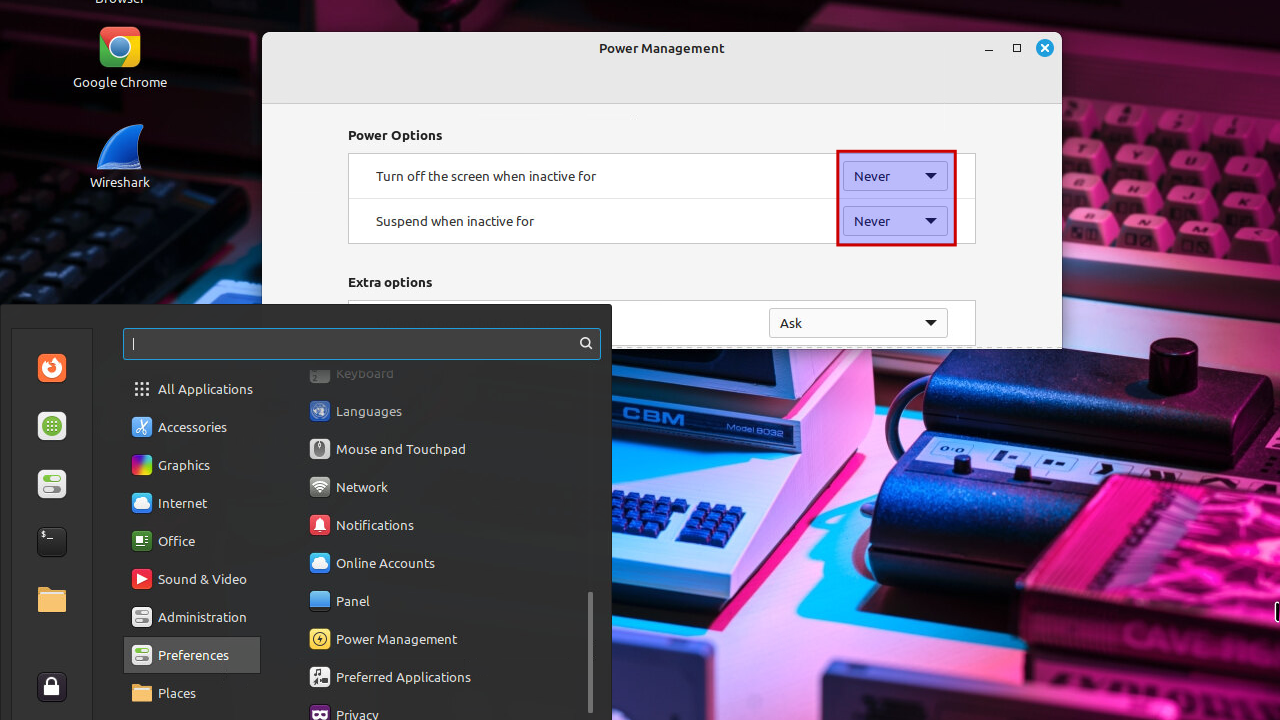 Browser
Google Chrome
Wireshark
Power Management
Power Options
Turn off the screen when inactive for
Never
Suspend when inactive for
Never
Extra options
Ask
All Applications
Accessories
Graphics
Internet
Office
Sound & Video
Administration
Preferences
Places
Keyboard
Languages
Mouse and Touchpad
Network
Notifications
Online Accounts
Panel
Power Management
Preferred Applications
Privacy
CBM
Model 8032